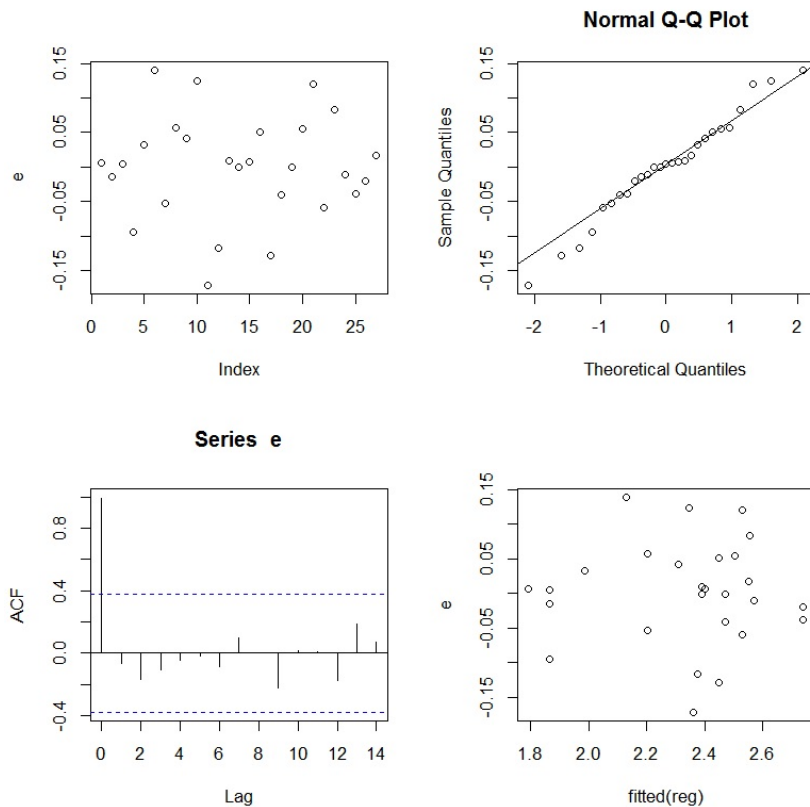 e
0.15
0.05
-0.05
-0.15
0 5 10 15 20 25
Index
Normal Q-Q Plot
Sample Quantiles
0.15
0.05
-0.05
-0.15
-2 -1 0 1 2
Theoretical Quantiles
Series e
ACF
0.8
0.4
0.0
-0.4
0 2 4 6 8 10 12 14
Lag
e
0.15
0.05
-0.05
-0.15
1.8 2.0 2.2 2.4 2.6
fitted(reg)